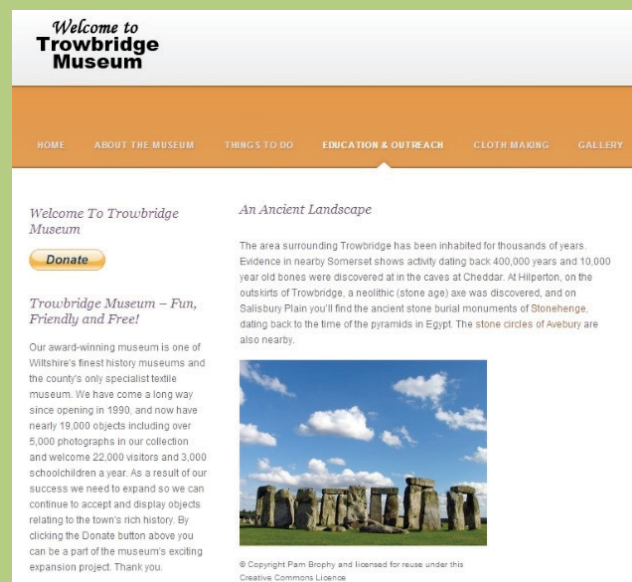 Welcome to
Trowbridge
Museum
HOME ABOUT THE MUSEUM THINGS TO DO EDUCATION & OUTREACH CLOTH MAKING GALLERY
Welcome To Trowbridge
Museum
Donate
Trowbridge Museum – Fun,
Friendly and Free!
Our award-winning museum is one of
Wiltshire's finest history museums and
the county's only specialist textile
museum. We have come a long way
since opening in 1990, and now have
nearly 19,000 objects including over
5,000 photographs in our collection
and welcome 22,000 visitors and 3,000
schoolchildren a year. As a result of our
success we need to expand so we can
continue to accept and display objects
relating to the town's rich history. By
clicking the Donate button above you
can be a part of the museum's exciting
expansion project. Thank you.
An Ancient Landscape
The area surrounding Trowbridge has been inhabited for thousands of years.
Evidence in nearby Somerset shows activity dating back 400,000 years and 10,000
year old bones were discovered at in the caves at Cheddar. At Hilperton, on the
outskirts of Trowbridge, a neolithic (stone age) axe was discovered, and on
Salisbury Plain you'll find the ancient stone burial monuments of Stonehenge,
dating back to the time of the pyramids in Egypt. The stone circles of Avebury are
also nearby.
© Copyright Pam Brophy and licensed for reuse under this
Creative Commons Licence